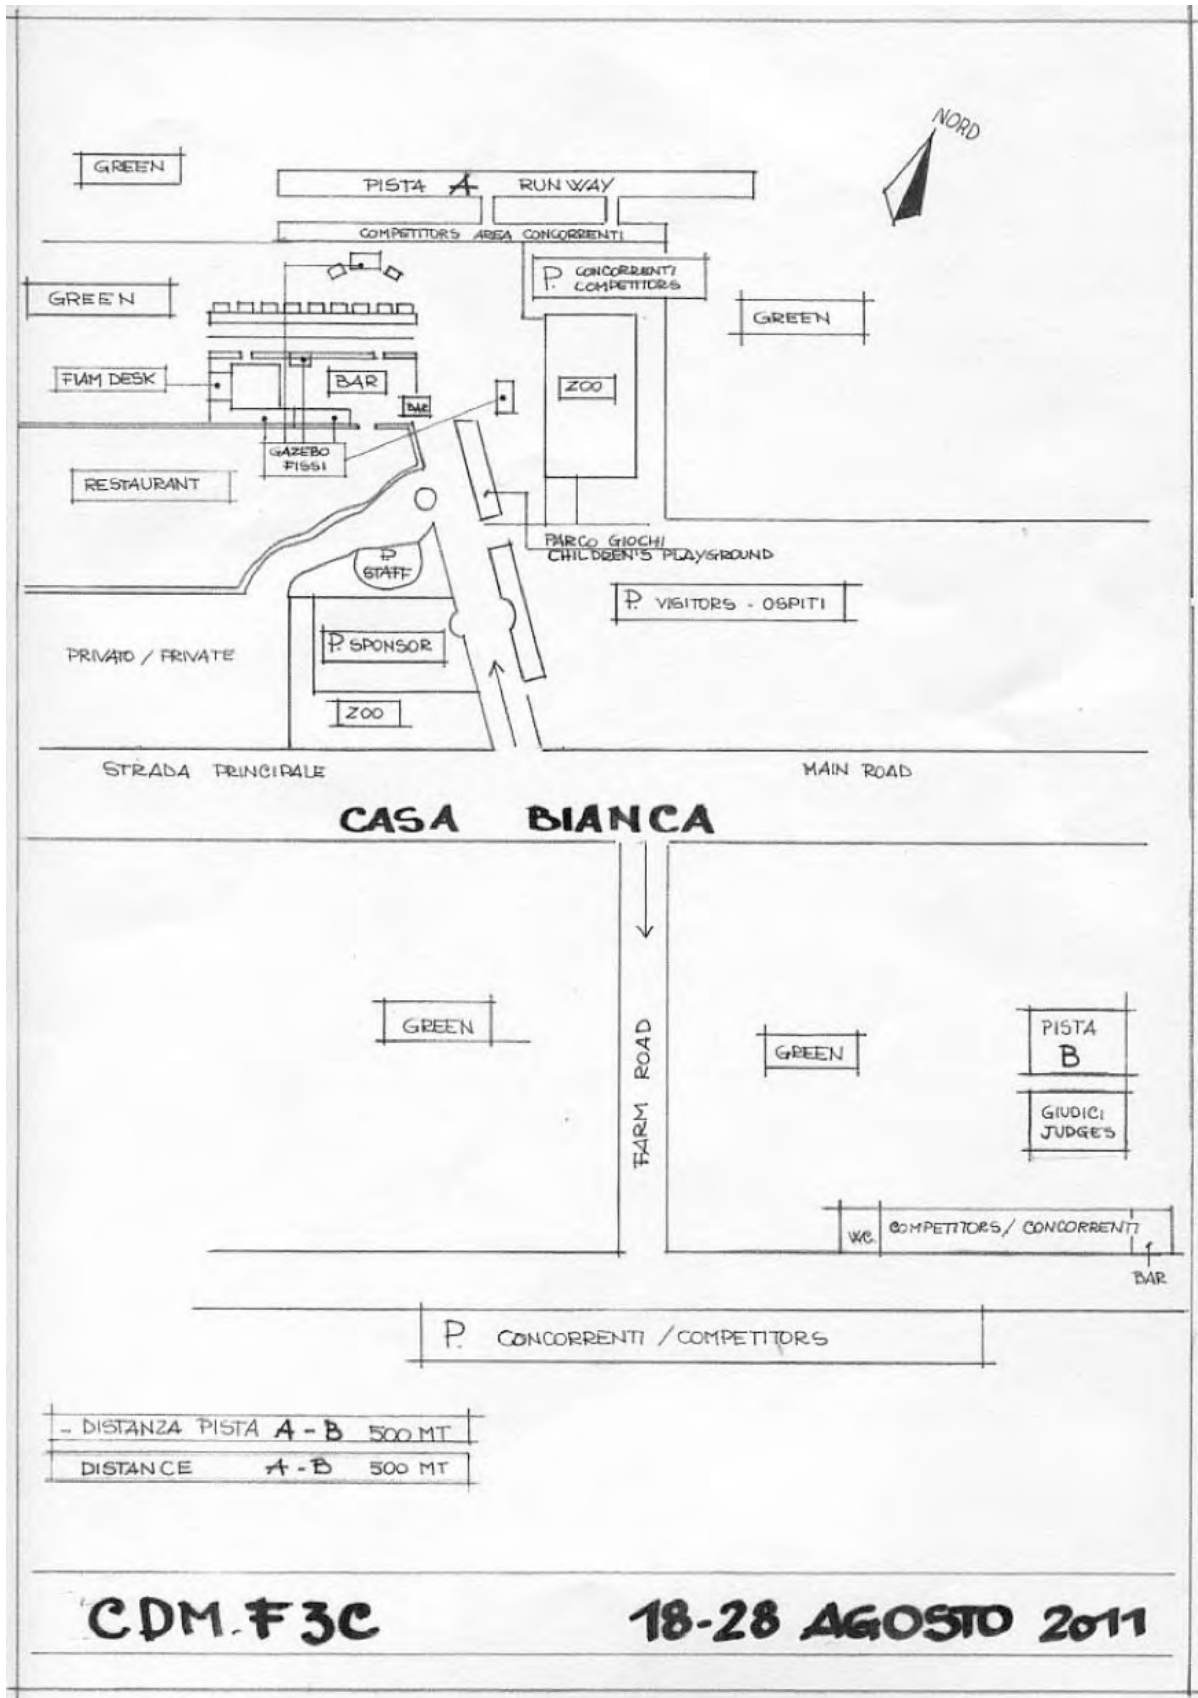 NORD
GREEN
PISTA A RUNWAY
COMPETITORS AREA CONCORRENTI
P. CONCORRENTI
COMPETITORS
GREEN
GREEN
FIAM DESK
BAR
ZOO
BAR
GAZEBO
FISSI
RESTAURANT
PARCO GIOCHI
CHILDREN'S PLAYGROUND
P
STAFF
P. VISITORS - OSPITI
P. SPONSOR
PRIVATO / PRIVATE
ZOO
STRADA PRINCIPALE
MAIN ROAD
CASA BIANCA
FARM ROAD
GREEN
GREEN
PISTA
B
GIUDICI
JUDGES
W.C.
COMPETITORS / CONCORRENTI
BAR
P. CONCORRENTI / COMPETITORS
- DISTANZA PISTA A - B 500 MT
DISTANCE A - B 500 MT
CDM. F3C 18-28 AGOSTO 2011